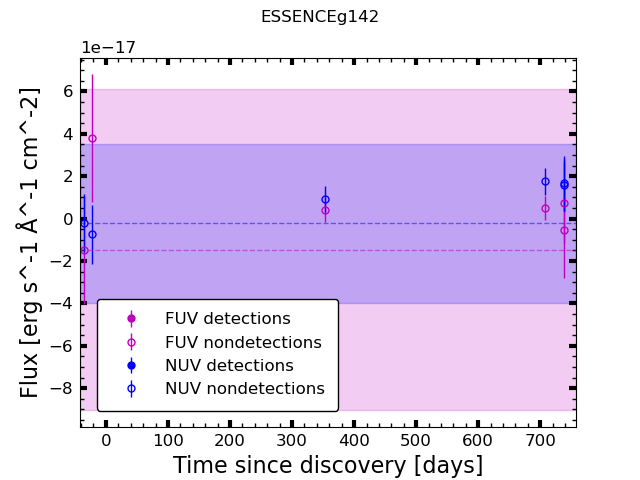 ESSENCEg142
1e−17
Flux [erg s^-1 Å^-1 cm^-2]
6
4
2
0
−2
−4
−6
−8
FUV detections
FUV nondetections
NUV detections
NUV nondetections
0 100 200 300 400 500 600 700
Time since discovery [days]